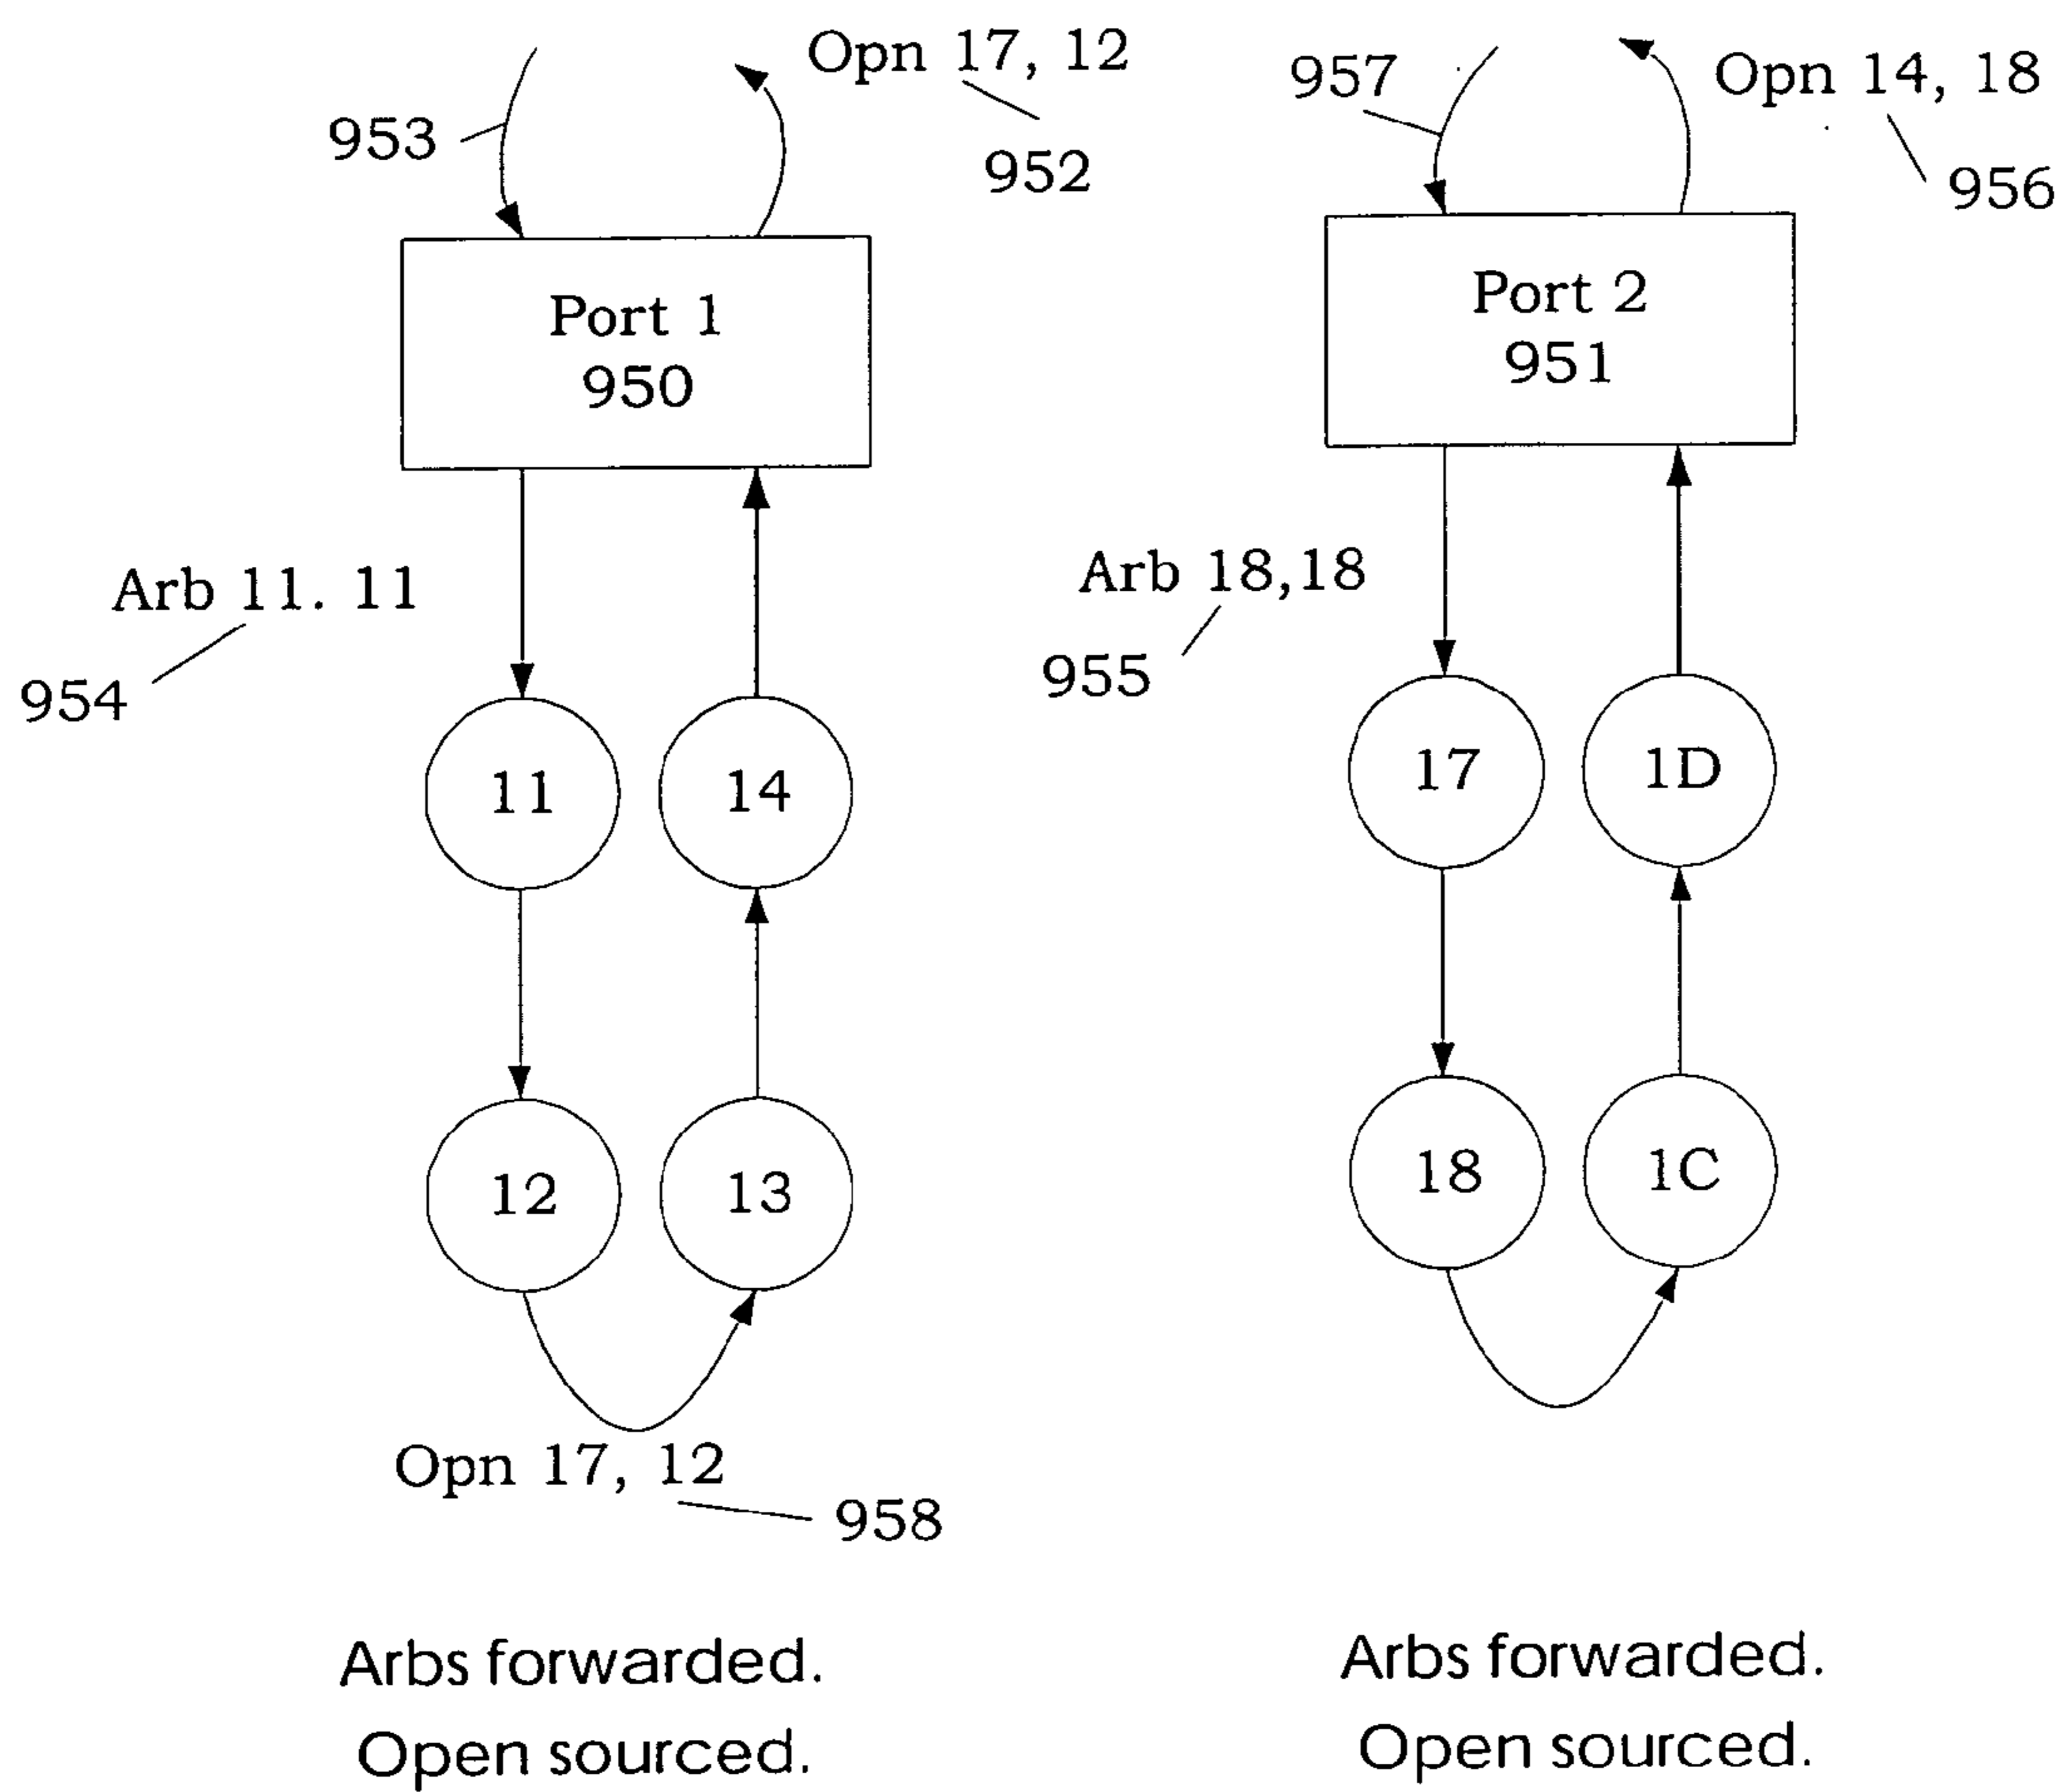 Opn 17, 12
953
952
957
Opn 14, 18
956
Port 1
950
Port 2
951
Arb 11. 11
954
Arb 18,18
955
11
14
17
1D
12
13
18
1C
Opn 17, 12
958
Arbs forwarded.
Open sourced.
Arbs forwarded.
Open sourced.